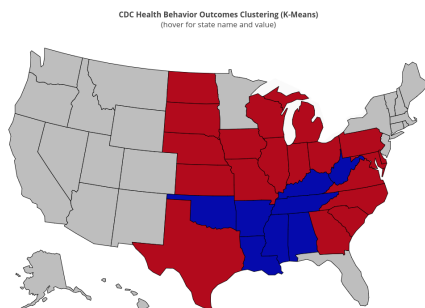 CDC Health Behavior Outcomes Clustering (K-Means)
(hover for state name and value)